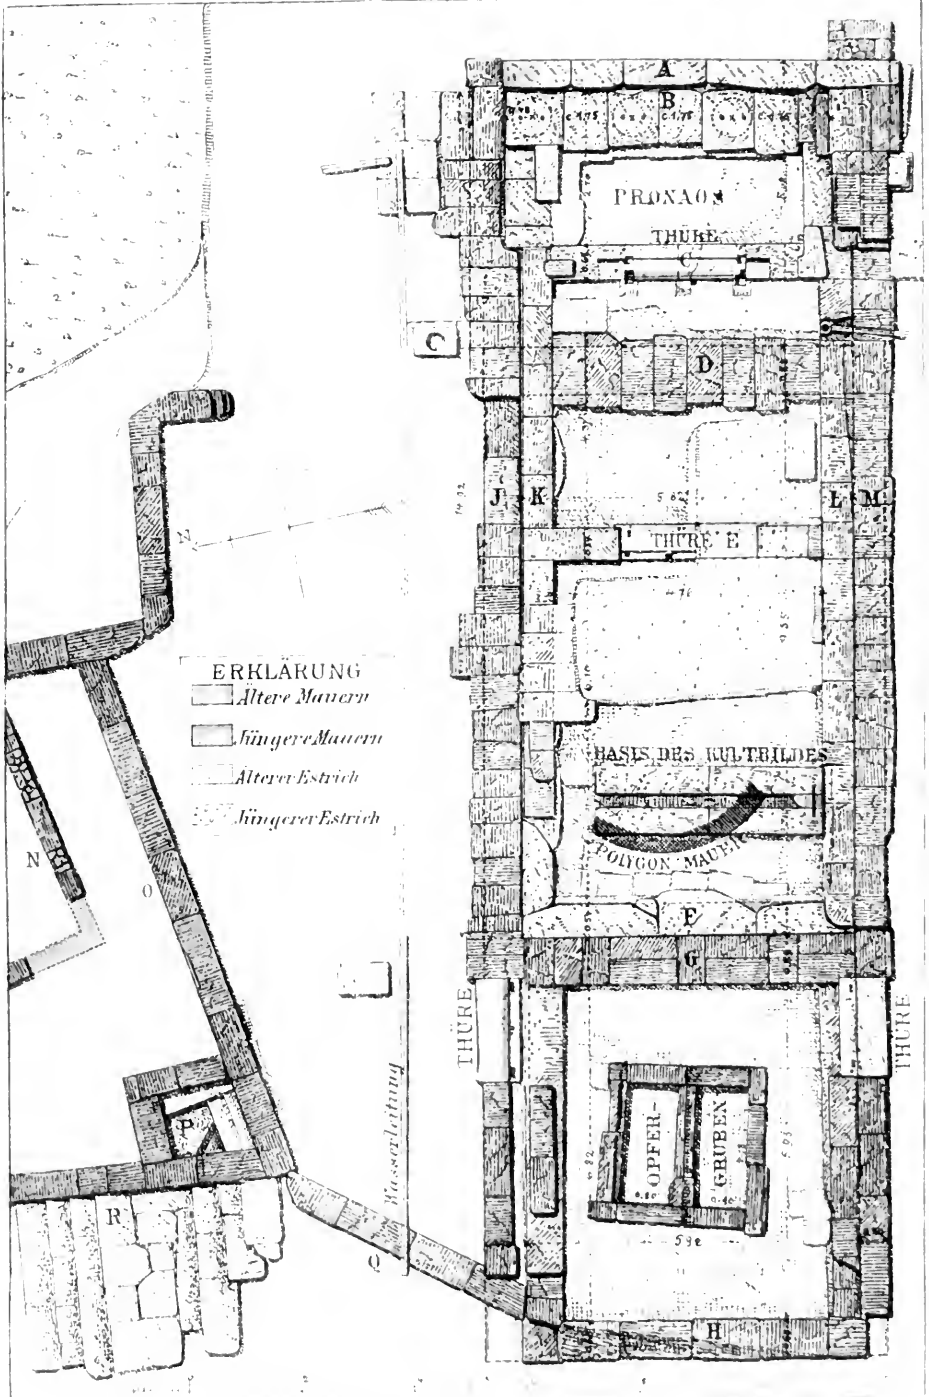 A
B
PRONAOS
THÜRE
C
C
D
J
K
L
M
THÜRE E
N
ERKLÄRUNG
Ältere Mauern
Jüngere Mauern
Älterer Estrich
Jüngerer Estrich
BASIS DES KULTBILDES
POLYGON MAUER
N
O
F
G
THÜRE
THÜRE
Wasserleitung
OPFER-
GRUBEN
P
R
Q
H